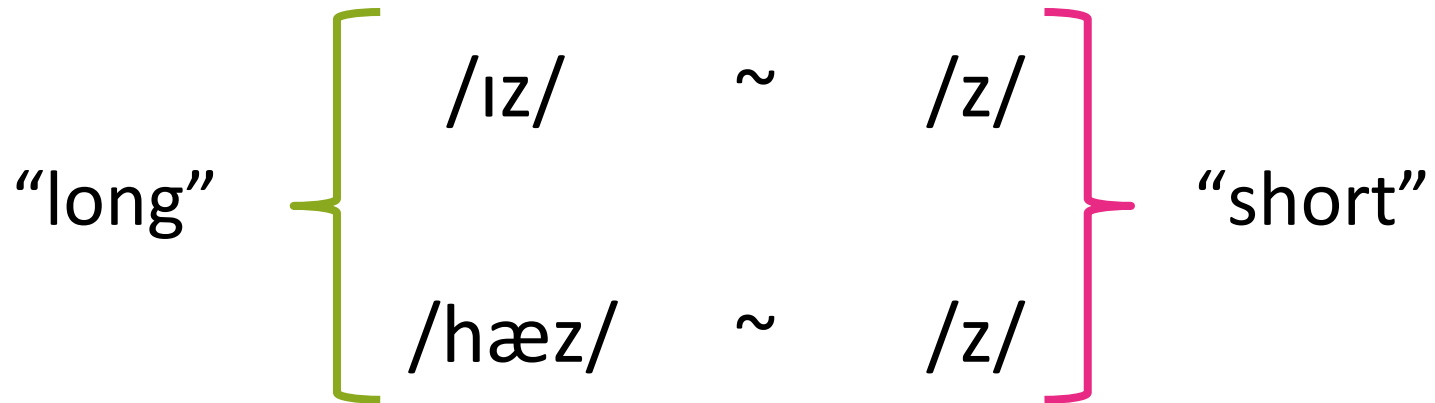 /ɪz/ ~ /z/
“long” “short”
/hæz/ ~ /z/